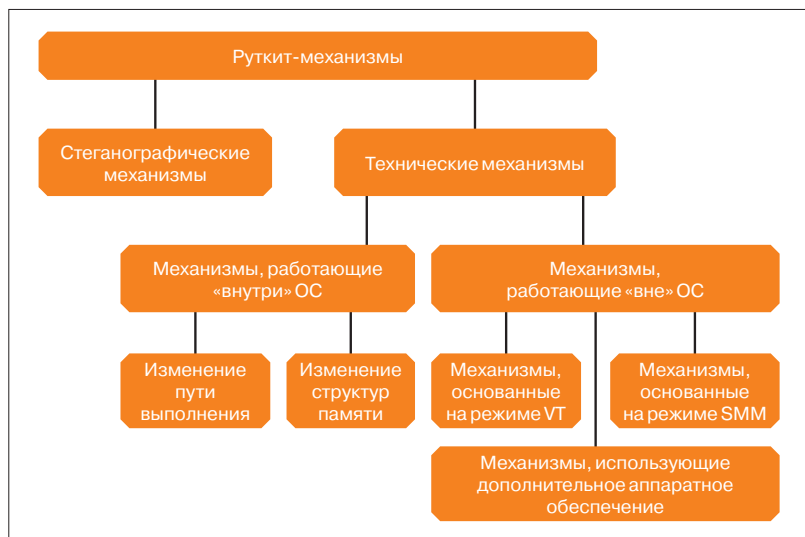 Руткит-механизмы
Стеганографические
механизмы
Технические механизмы
Механизмы, работающие
«внутри» ОС
Механизмы,
работающие «вне» ОС
Изменение
пути
выполнения
Изменение
структур
памяти
Механизмы,
основанные
на режиме VT
Механизмы,
основанные
на режиме SMM
Механизмы, использующие
дополнительное аппаратное
обеспечение